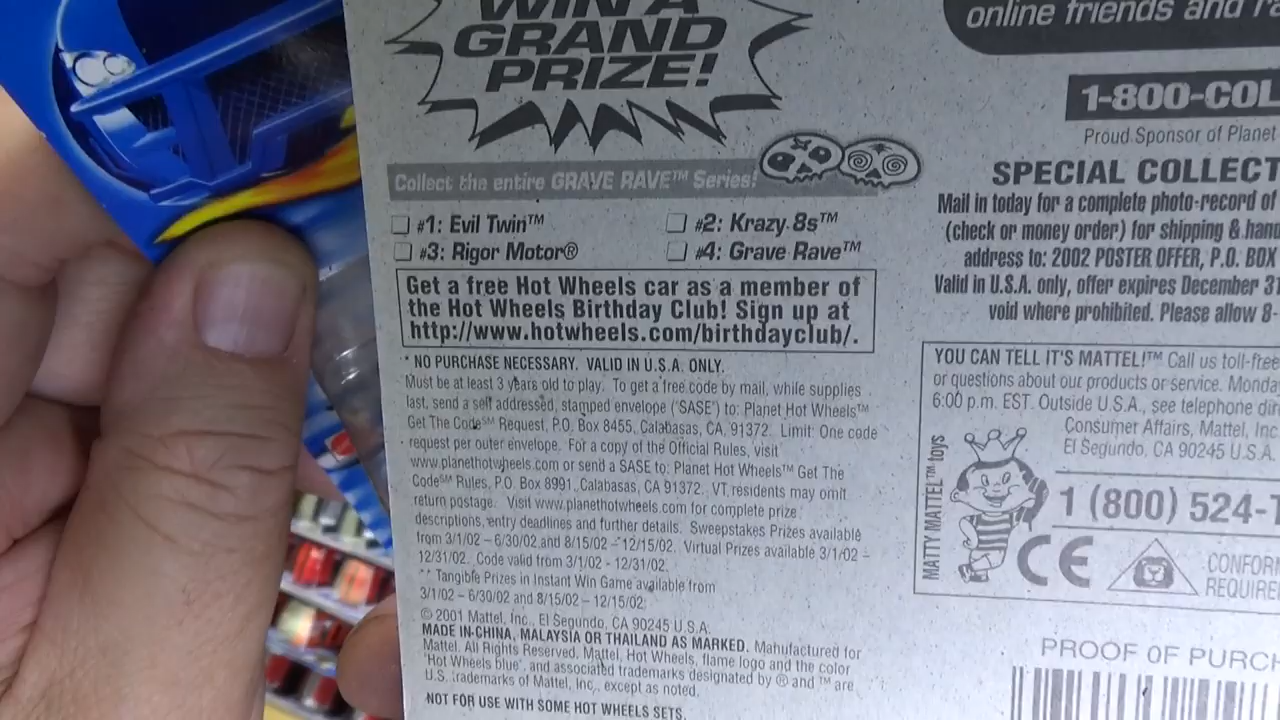 WIN A
GRAND
PRIZE!
Collect the entire GRAVE RAVE™ Series!
#1: Evil Twin™
#2: Krazy 8s™
#3: Rigor Motor®
#4: Grave Rave™
Get a free Hot Wheels car as a member of
the Hot Wheels Birthday Club! Sign up at
http://www.hotwheels.com/birthdayclub/.
* NO PURCHASE NECESSARY. VALID IN U.S.A. ONLY.
Must be at least 3 years old to play. To get a free code by mail, while supplies
last, send a self addressed, stamped envelope ("SASE") to: Planet Hot Wheels™
Get The Code℠ Request, P.O. Box 8455, Calabasas, CA, 91372. Limit: One code
request per outer envelope. For a copy of the Official Rules, visit
www.planethotwheels.com or send a SASE to: Planet Hot Wheels™ Get The
Code℠ Rules, P.O. Box 8991, Calabasas, CA 91372. VT residents may omit
return postage. Visit www.planethotwheels.com for complete prize
descriptions, entry deadlines and further details. Sweepstakes Prizes available
from 3/1/02 – 6/30/02 and 8/15/02 – 12/15/02. Virtual Prizes available 3/1/02 –
12/31/02. Code valid from 3/1/02 - 12/31/02.
** Tangible Prizes in Instant Win Game available from
3/1/02 – 6/30/02 and 8/15/02 – 12/15/02.
© 2001 Mattel, Inc., El Segundo, CA 90245 U.S.A.
MADE IN CHINA, MALAYSIA OR THAILAND AS MARKED. Manufactured for
Mattel. All Rights Reserved. Mattel, Hot Wheels, flame logo and the color
"Hot Wheels blue", and associated trademarks designated by ® and ™ are
U.S. trademarks of Mattel, Inc., except as noted.
NOT FOR USE WITH SOME HOT WHEELS SETS.
online friends and
1-800-COL
Proud Sponsor of Planet
SPECIAL COLLECT
Mail in today for a complete photo-record of
(check or money order) for shipping & hand
address to: 2002 POSTER OFFER, P.O. BOX
Valid in U.S.A. only, offer expires December 31
void where prohibited. Please allow 8-
YOU CAN TELL IT'S MATTEL!™ Call us toll-free
or questions about our products or service. Monda
6:00 p.m. EST. Outside U.S.A., see telephone dir
Consumer Affairs, Mattel, Inc
El Segundo, CA 90245 U.S.A.
MATTY MATTEL™ toys
1 (800) 524-
CE
CONFORM
REQUIRE
PROOF OF PURCH